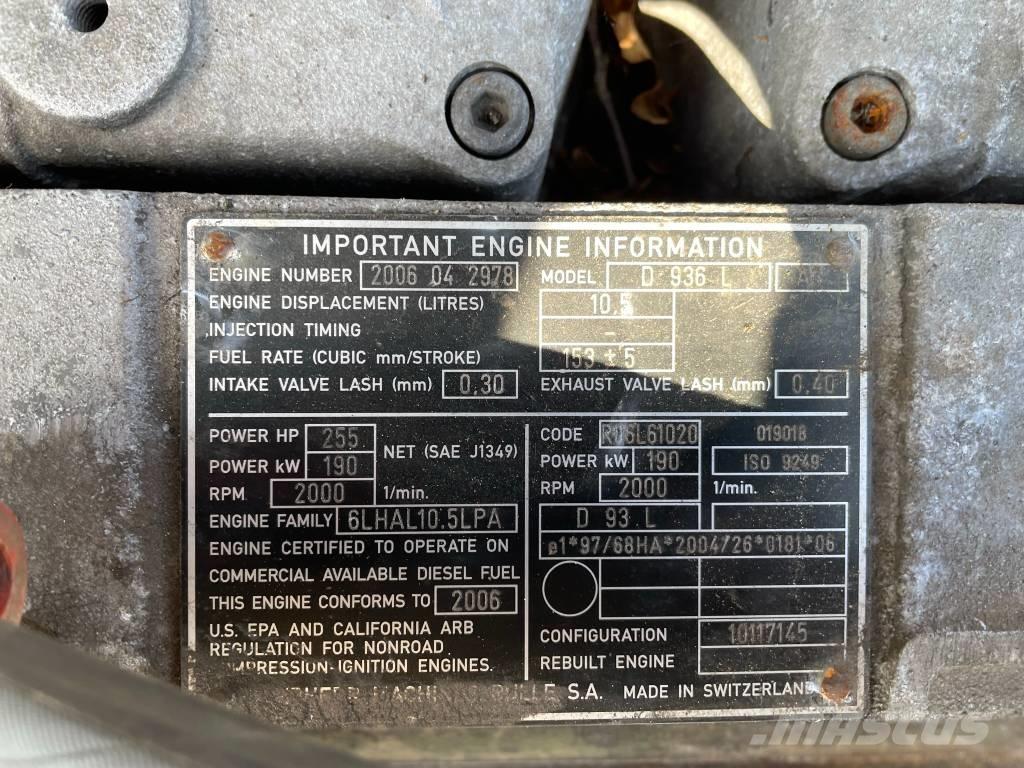 IMPORTANT ENGINE INFORMATION
ENGINE NUMBER 2006 04 2978 MODEL D 936 L
ENGINE DISPLACEMENT (LITRES) 10,5
INJECTION TIMING -
FUEL RATE (CUBIC mm/STROKE) 153 ± 5
INTAKE VALVE LASH (mm) 0,30 EXHAUST VALVE LASH (mm) 0,40
POWER HP 255
POWER kW 190 NET (SAE J1349)
RPM 2000 1/min.
ENGINE FAMILY 6LHAL10.5LPA
ENGINE CERTIFIED TO OPERATE ON
COMMERCIAL AVAILABLE DIESEL FUEL
THIS ENGINE CONFORMS TO 2006
U.S. EPA AND CALIFORNIA ARB
REGULATION FOR NONROAD
MPRESSION-IGNITION ENGINES.
CODE 019018
POWER kW 190 ISO 9249
RPM 2000 1/min.
D 93 L
e1*97/68HA*2004/26*0181*06
CONFIGURATION 10117145
REBUILT ENGINE
BULLE S.A. MADE IN SWITZERLAND
MASCUS